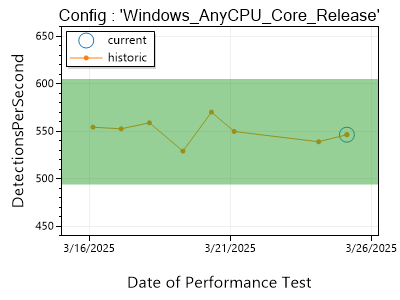 Config : 'Windows_AnyCPU_Core_Release'
current
historic
650
600
550
500
450
DetectionsPerSecond
3/16/2025
3/21/2025
3/26/2025
Date of Performance Test